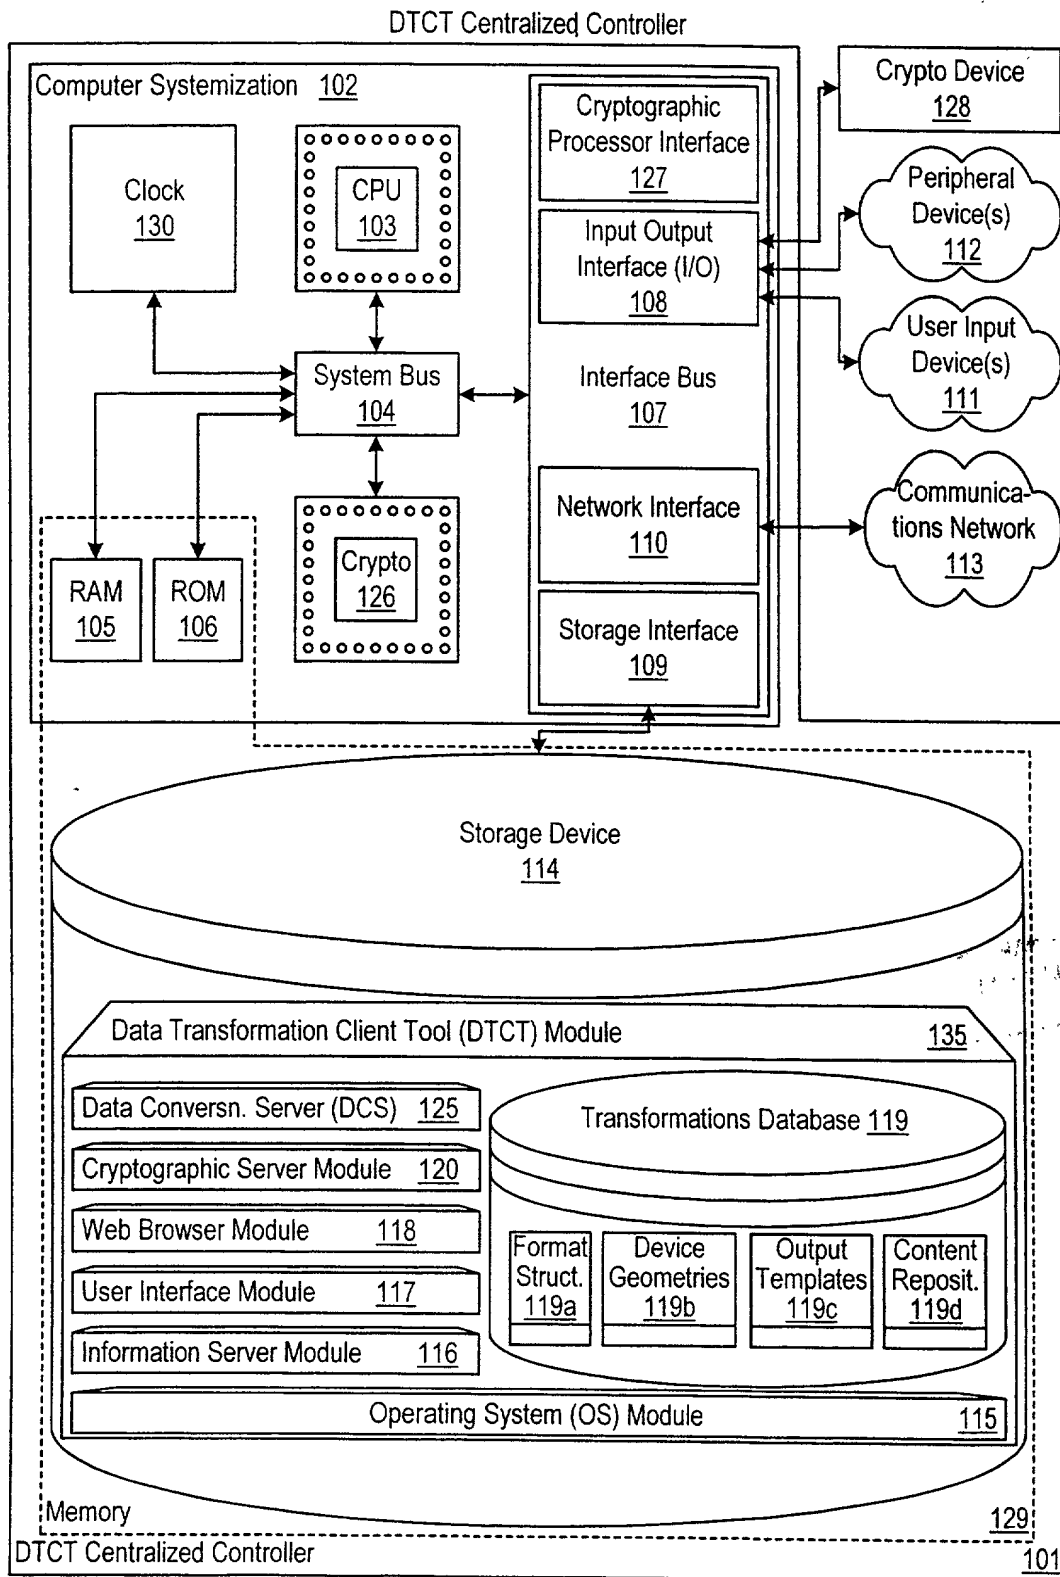 DTCT Centralized Controller
Computer Systemization 102
Clock
130
CPU
103
System Bus
104
RAM
105
ROM
106
Crypto
126
Cryptographic
Processor Interface
127
Input Output
Interface (I/O)
108
Interface Bus
107
Network Interface
110
Storage Interface
109
Crypto Device
128
Peripheral
Device(s)
112
User Input
Device(s)
111
Communica-
tions Network
113
Storage Device
114
Data Transformation Client Tool (DTCT) Module 135
Data Conversn. Server (DCS) 125
Cryptographic Server Module 120
Web Browser Module 118
User Interface Module 117
Information Server Module 116
Transformations Database 119
Format
Struct.
119a
Device
Geometries
119b
Output
Templates
119c
Content
Reposit.
119d
Operating System (OS) Module 115
Memory 129
DTCT Centralized Controller 101